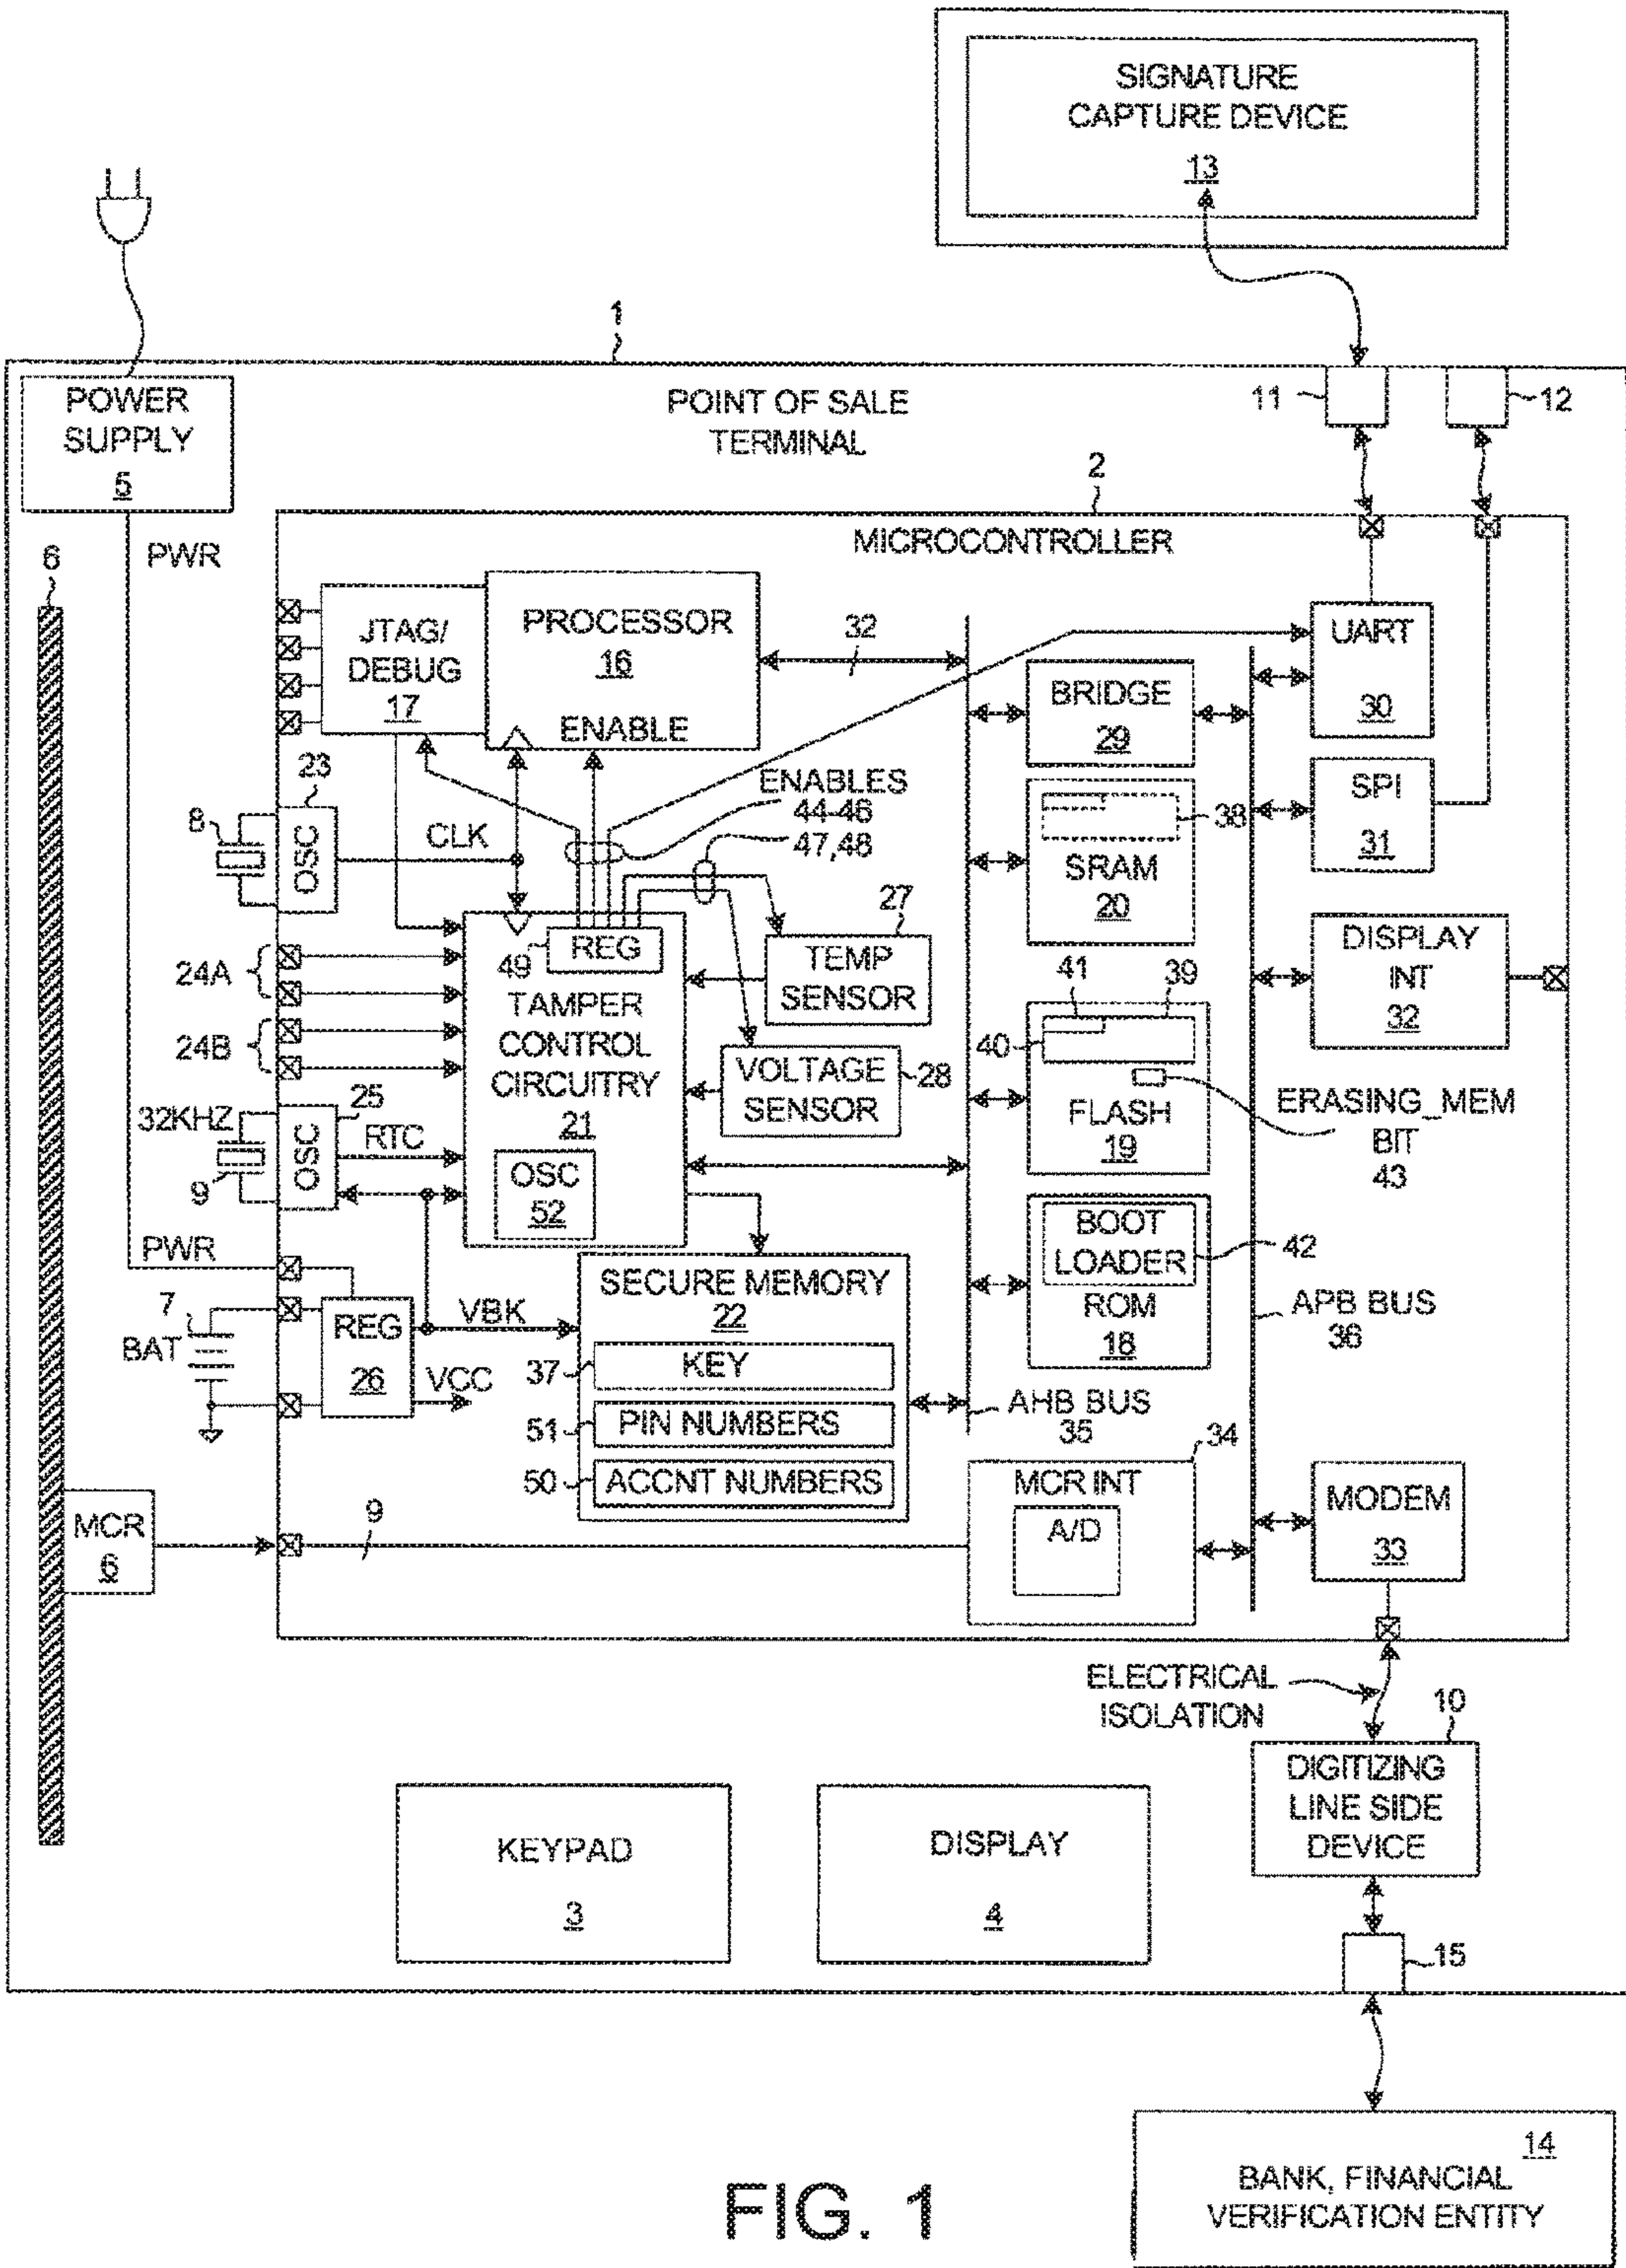 SIGNATURE
CAPTURE DEVICE
13
1
POWER
SUPPLY
5
POINT OF SALE
TERMINAL
11
12
2
6
PWR
MICROCONTROLLER
JTAG/
DEBUG
17
PROCESSOR
16
ENABLE
32
UART
30
BRIDGE
29
23
8
OSC
CLK
ENABLES
44-46
47,48
38
SRAM
20
SPI
31
27
49
REG
TEMP
SENSOR
24A
24B
TAMPER
CONTROL
CIRCUITRY
21
VOLTAGE
SENSOR
28
41
39
40
FLASH
19
DISPLAY
INT
32
ERASING_MEM
BIT
43
25
32KHZ
OSC
RTC
9
OSC
52
BOOT
LOADER
42
ROM
18
PWR
7
BAT
REG
26
VBK
VCC
SECURE MEMORY
22
37
KEY
51
PIN NUMBERS
50
ACCNT NUMBERS
APB BUS
36
AHB BUS
35
34
MCR INT
A/D
MODEM
33
MCR
6
9
ELECTRICAL
ISOLATION
10
DIGITIZING
LINE SIDE
DEVICE
KEYPAD
3
DISPLAY
4
15
14
BANK, FINANCIAL
VERIFICATION ENTITY
FIG. 1